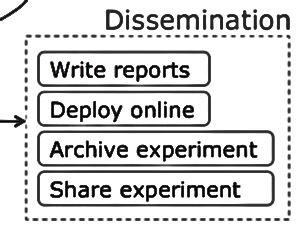 Dissemination
Write reports
Deploy online
Archive experiment
Share experiment